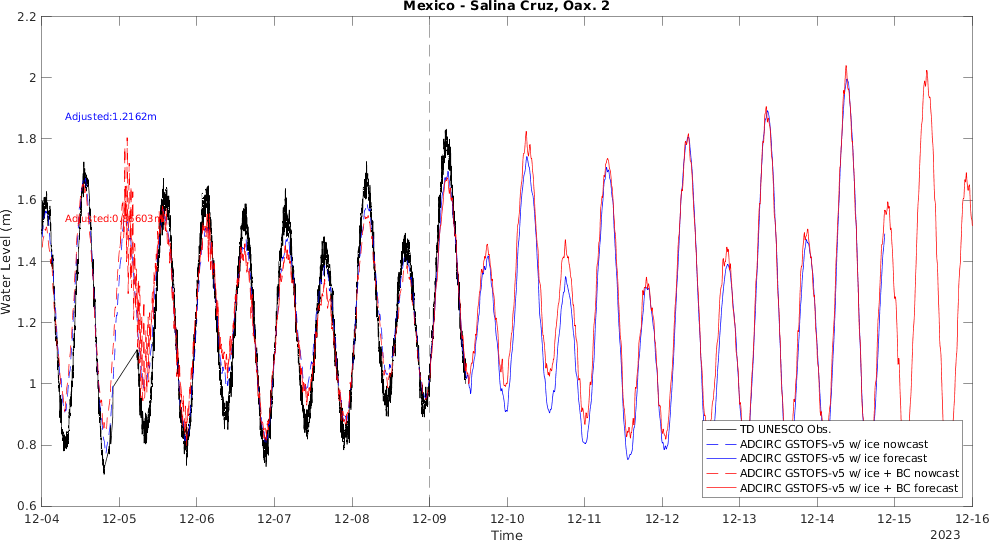 Mexico - Salina Cruz, Oax. 2
Water Level (m)
2.2
2
1.8
1.6
1.4
1.2
1
0.8
0.6
Adjusted:1.2162m
TD UNESCO Obs.
ADCIRC GSTOFS-v5 w/ ice nowcast
ADCIRC GSTOFS-v5 w/ ice forecast
ADCIRC GSTOFS-v5 w/ ice + BC nowcast
ADCIRC GSTOFS-v5 w/ ice + BC forecast
12-04 12-05 12-06 12-07 12-08 12-09 12-10 12-11 12-12 12-13 12-14 12-15 12-16
Time
2023